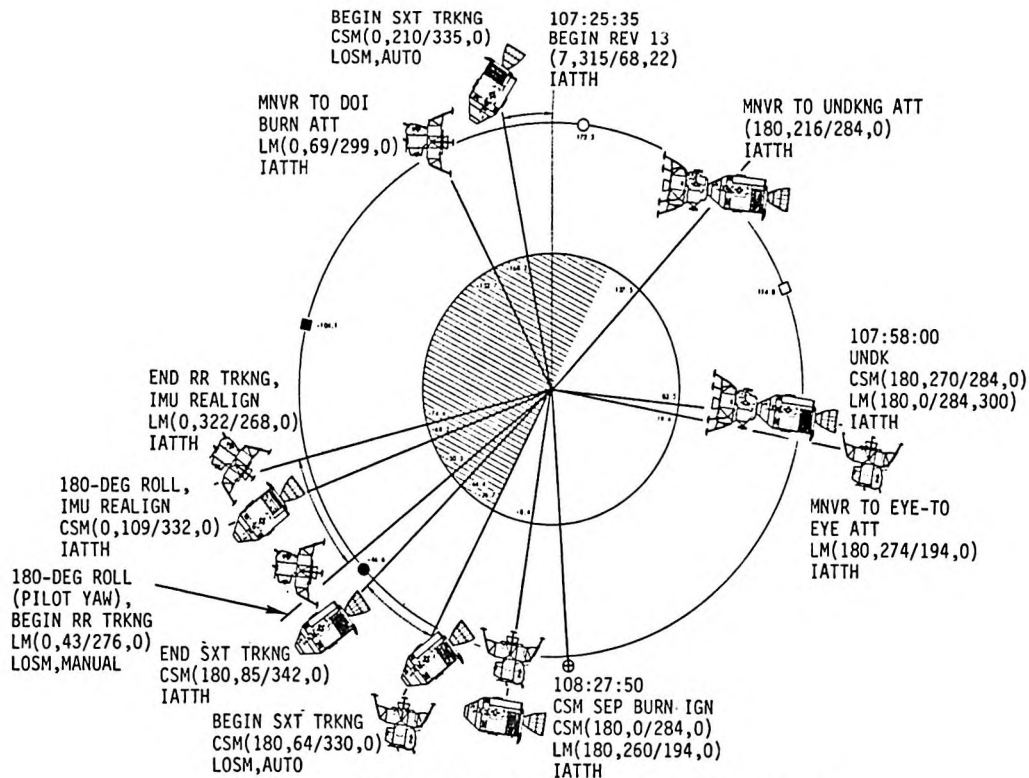 BEGIN SXT TRKNG
CSM(0,210/335,0)
LOSM,AUTO
107:25:35
BEGIN REV 13
(7,315/68,22)
IATTH
MNVR TO DOI
BURN ATT
LM(0,69/299,0)
IATTH
MNVR TO UNDKNG ATT
(180,216/284,0)
IATTH
107:58:00
UNDK
CSM(180,270/284,0)
LM(180,0/284,300)
IATTH
MNVR TO EYE-TO
EYE ATT
LM(180,274/194,0)
IATTH
END RR TRKNG,
IMU REALIGN
LM(0,322/268,0)
IATTH
180-DEG ROLL,
IMU REALIGN
CSM(0,109/332,0)
IATTH
180-DEG ROLL
(PILOT YAW),
BEGIN RR TRKNG
LM(0,43/276,0)
LOSM,MANUAL
END SXT TRKNG
CSM(180,85/342,0)
IATTH
BEGIN SXT TRKNG
CSM(180,64/330,0)
LOSM,AUTO
108:27:50
CSM SEP BURN IGN
CSM(180,0/284,0)
LM(180,260/194,0)
IATTH